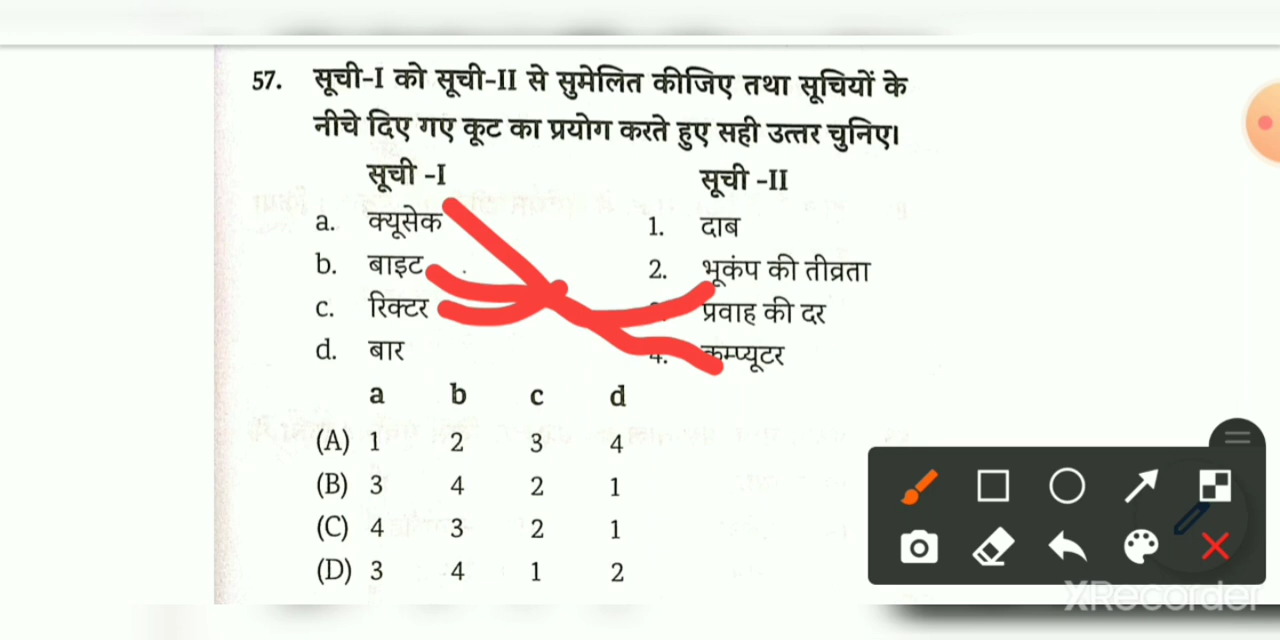 57. सूची-I को सूची-II से सुमेलित कीजिए तथा सूचियों के
नीचे दिए गए कूट का प्रयोग करते हुए सही उत्तर चुनिए।
सूची -I सूची -II
a. क्यूसेक 1. दाब
b. बाइट 2. भूकंप की तीव्रता
c. रिक्टर प्रवाह की दर
d. बार 4. कम्प्यूटर
a b c d
(A) 1 2 3 4
(B) 3 4 2 1
(C) 4 3 2 1
(D) 3 4 1 2
XRecorder